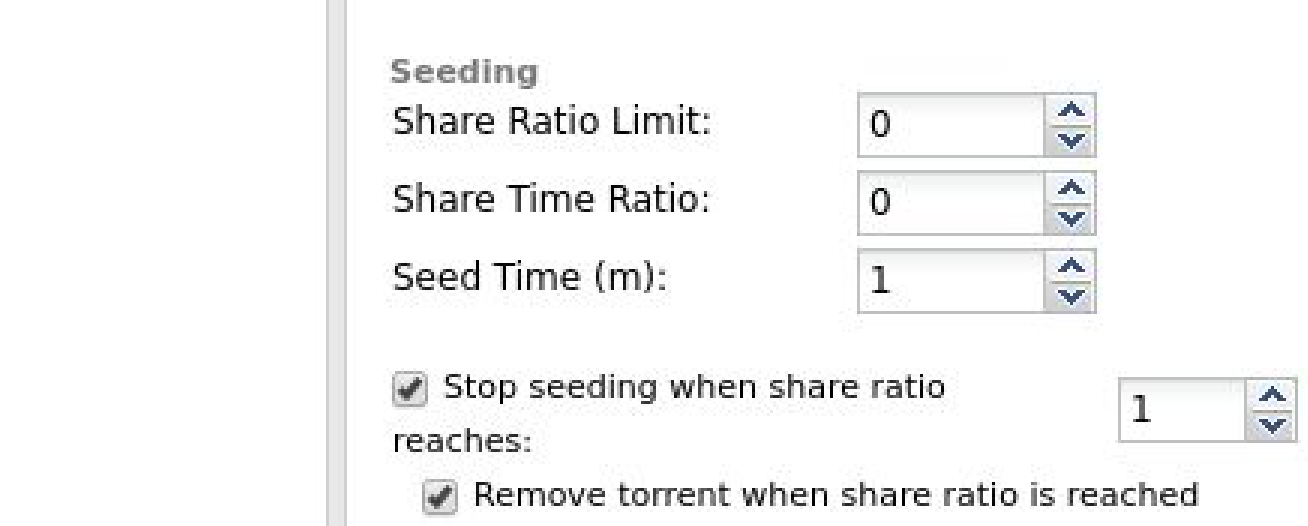 Seeding
Share Ratio Limit: 0
Share Time Ratio: 0
Seed Time (m): 1
Stop seeding when share ratio
reaches: 1
Remove torrent when share ratio is reached